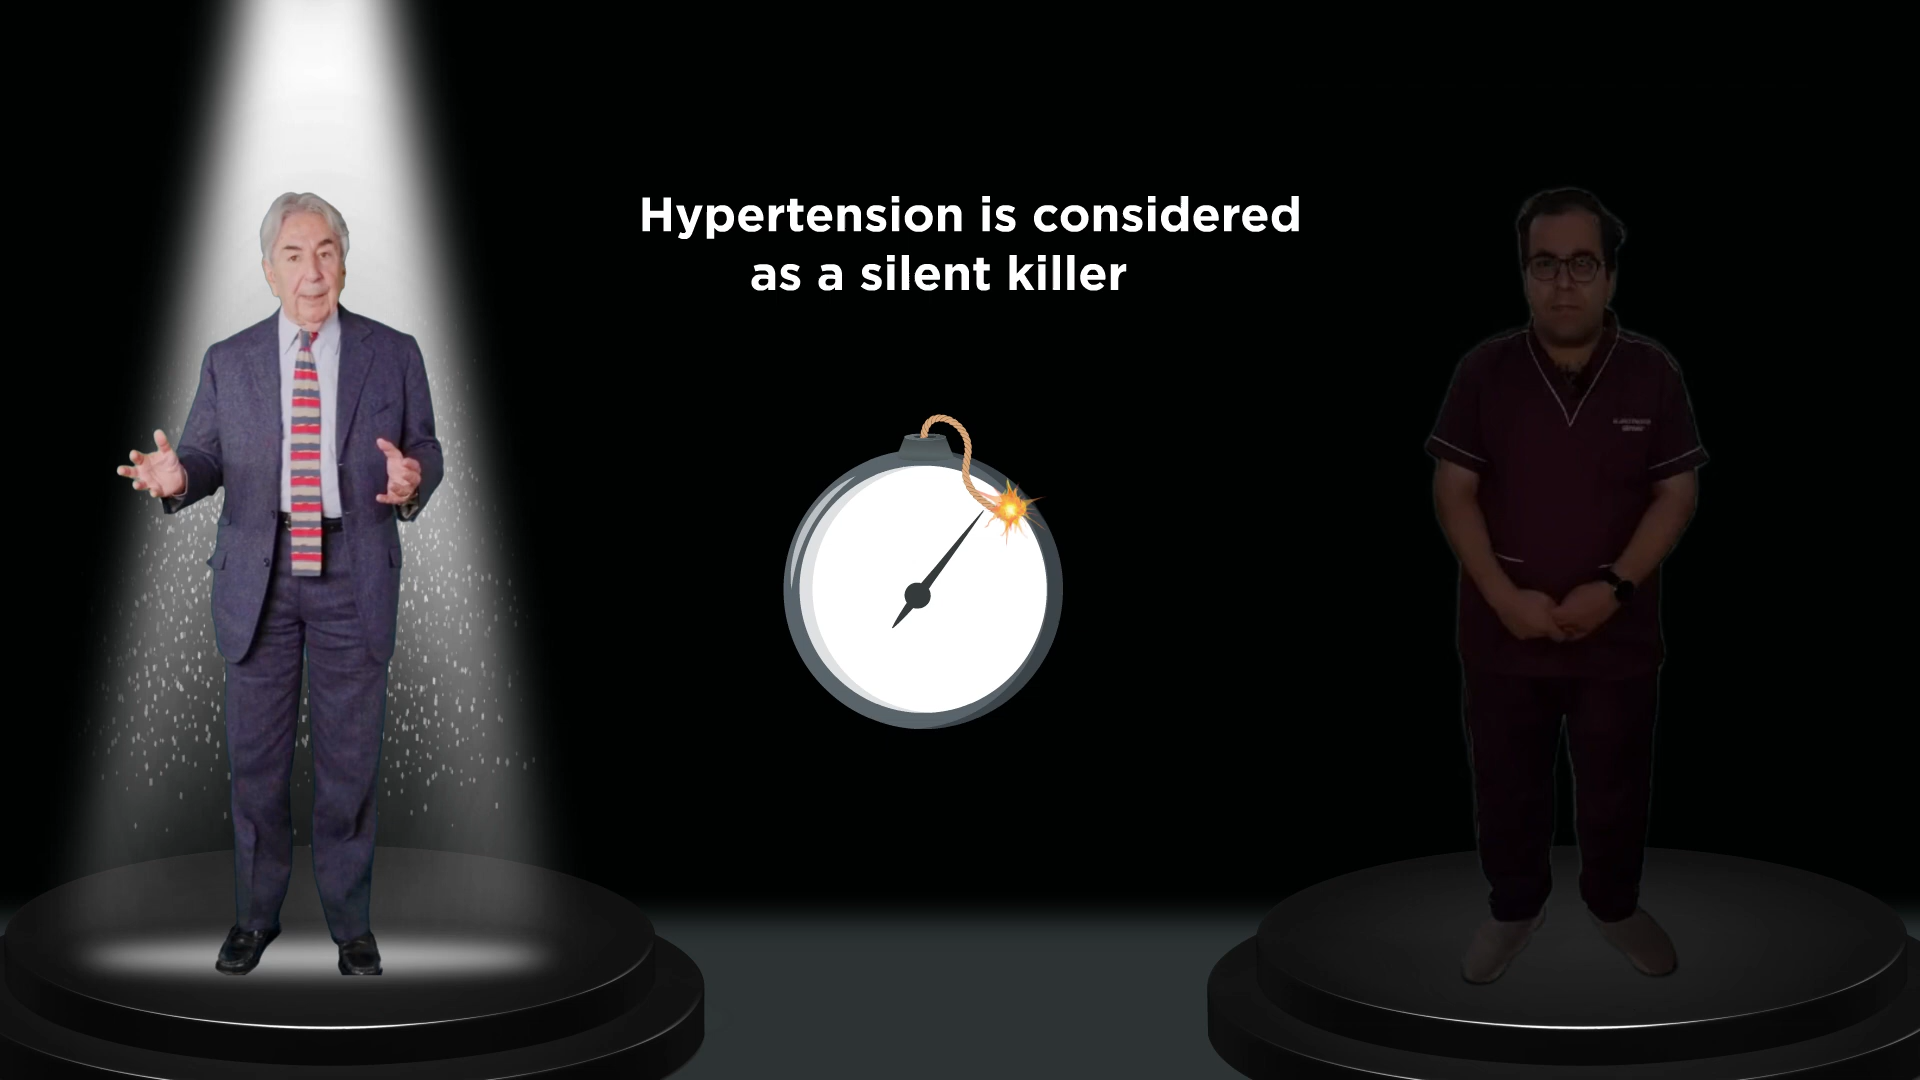 Hypertension is considered
as a silent killer